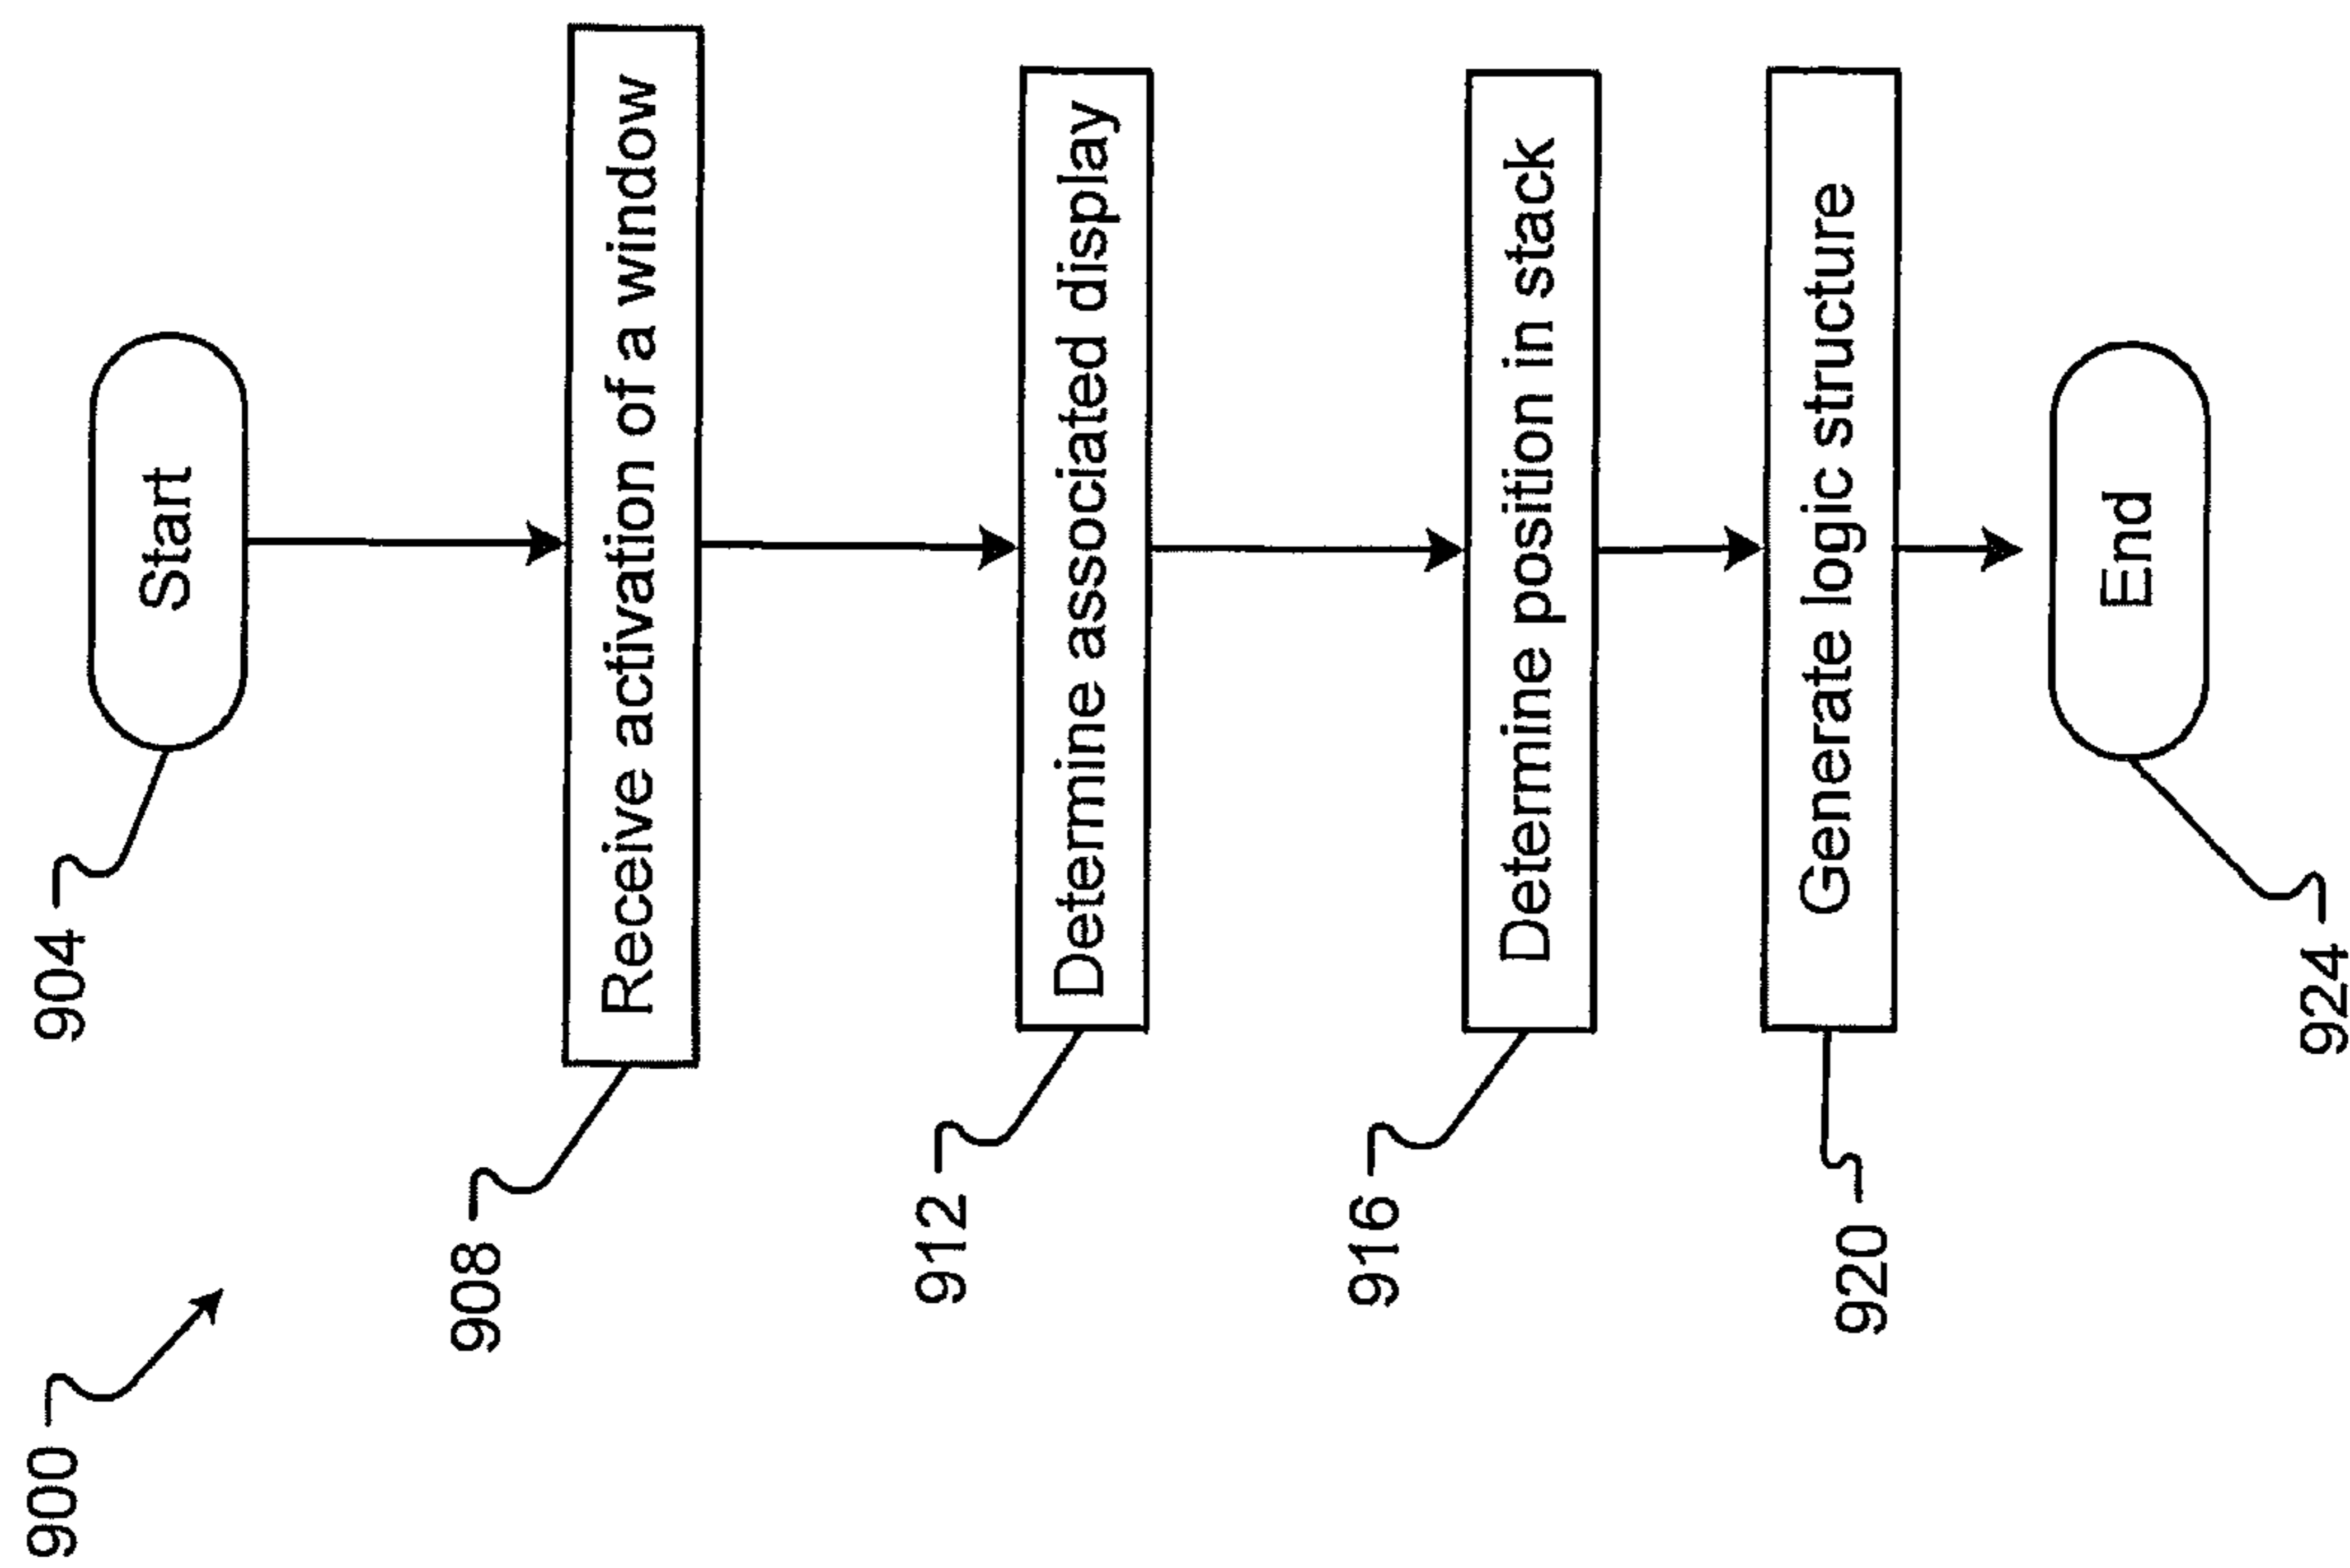 900
904
Start
908
Receive activation of a window
912
Determine associated display
916
Determine position in stack
920
Generate logic structure
924
End